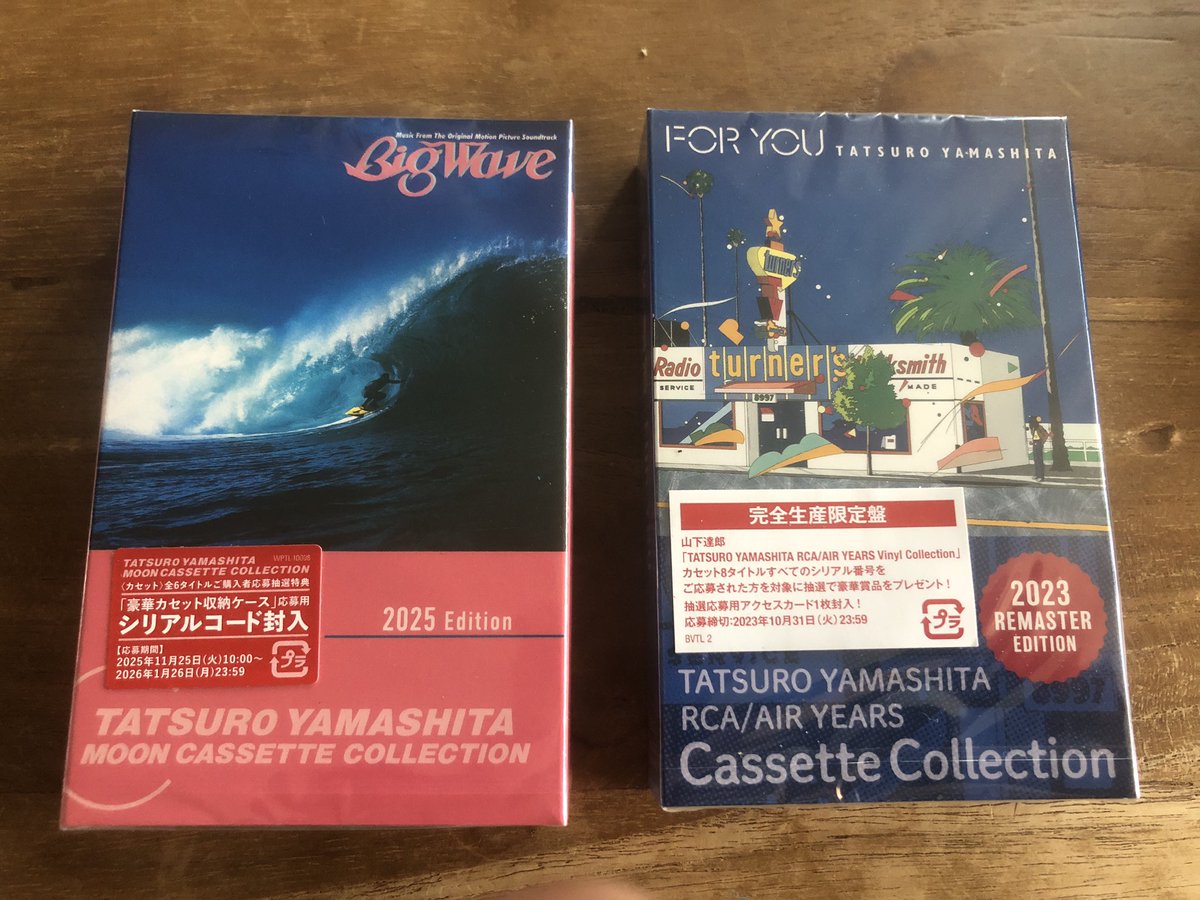 Music From The Original Motion Picture Soundtrack
Big Wave
TATSURO YAMASHITA WPTL-10098
MOON CASSETTE COLLECTION
〈カセット〉全6タイトルご購入者応募抽選特典
「豪華カセット収納ケース」応募用
シリアルコード封入
【応募期間】
2025年11月25日(火)10:00〜
2026年1月26日(月)23:59
プラ
2025 Edition
TATSURO YAMASHITA
MOON CASSETTE COLLECTION
FOR YOU TATSURO YAMASHITA
turner's
Radio turner's cksmith
SERVICE MADE
8997
完全生産限定盤
山下達郎
「TATSURO YAMASHITA RCA/AIR YEARS Vinyl Collection」
カセット8タイトルすべてのシリアル番号を
ご応募された方を対象に抽選で豪華賞品をプレゼント！
抽選応募用アクセスカード1枚封入！
応募締切:2023年10月31日(火)23:59
BVTL 2
プラ
2023
REMASTER
EDITION
8997
TATSURO YAMASHITA
RCA/AIR YEARS
Cassette Collection